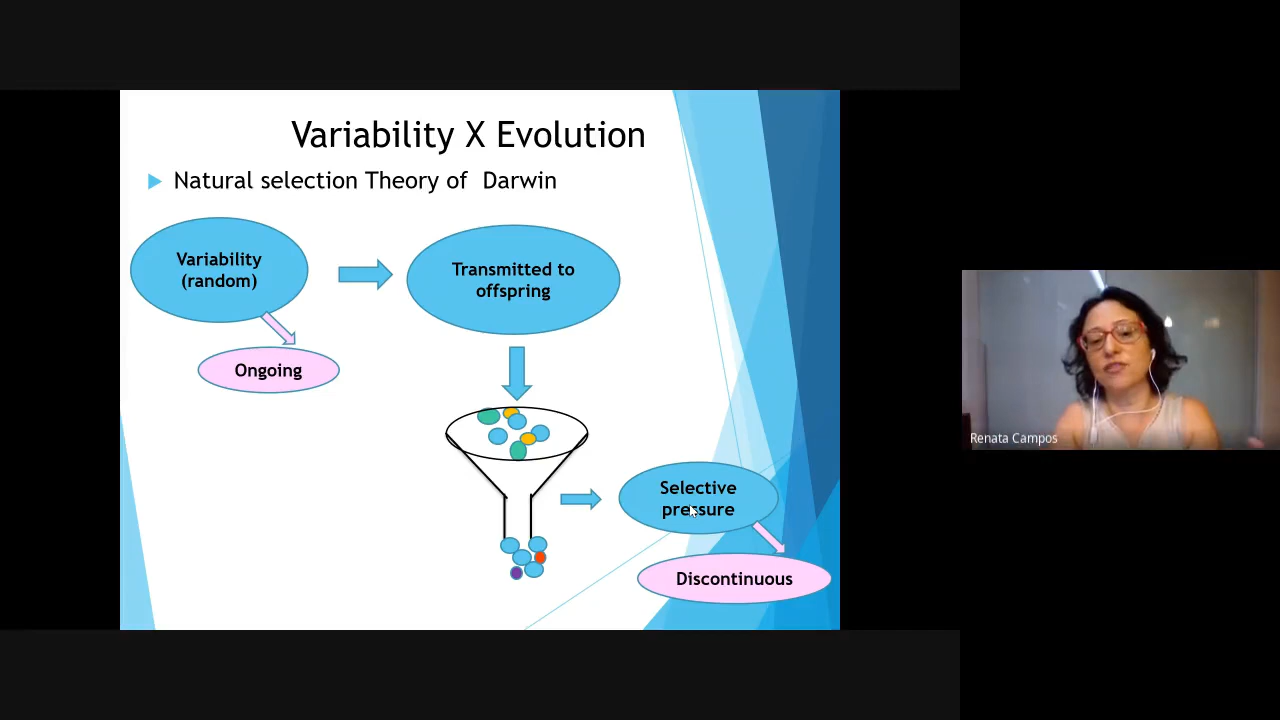 Variability X Evolution
Natural selection Theory of Darwin
Variability
(random)
Transmitted to
offspring
Ongoing
Selective
pressure
Discontinuous
Renata Campos